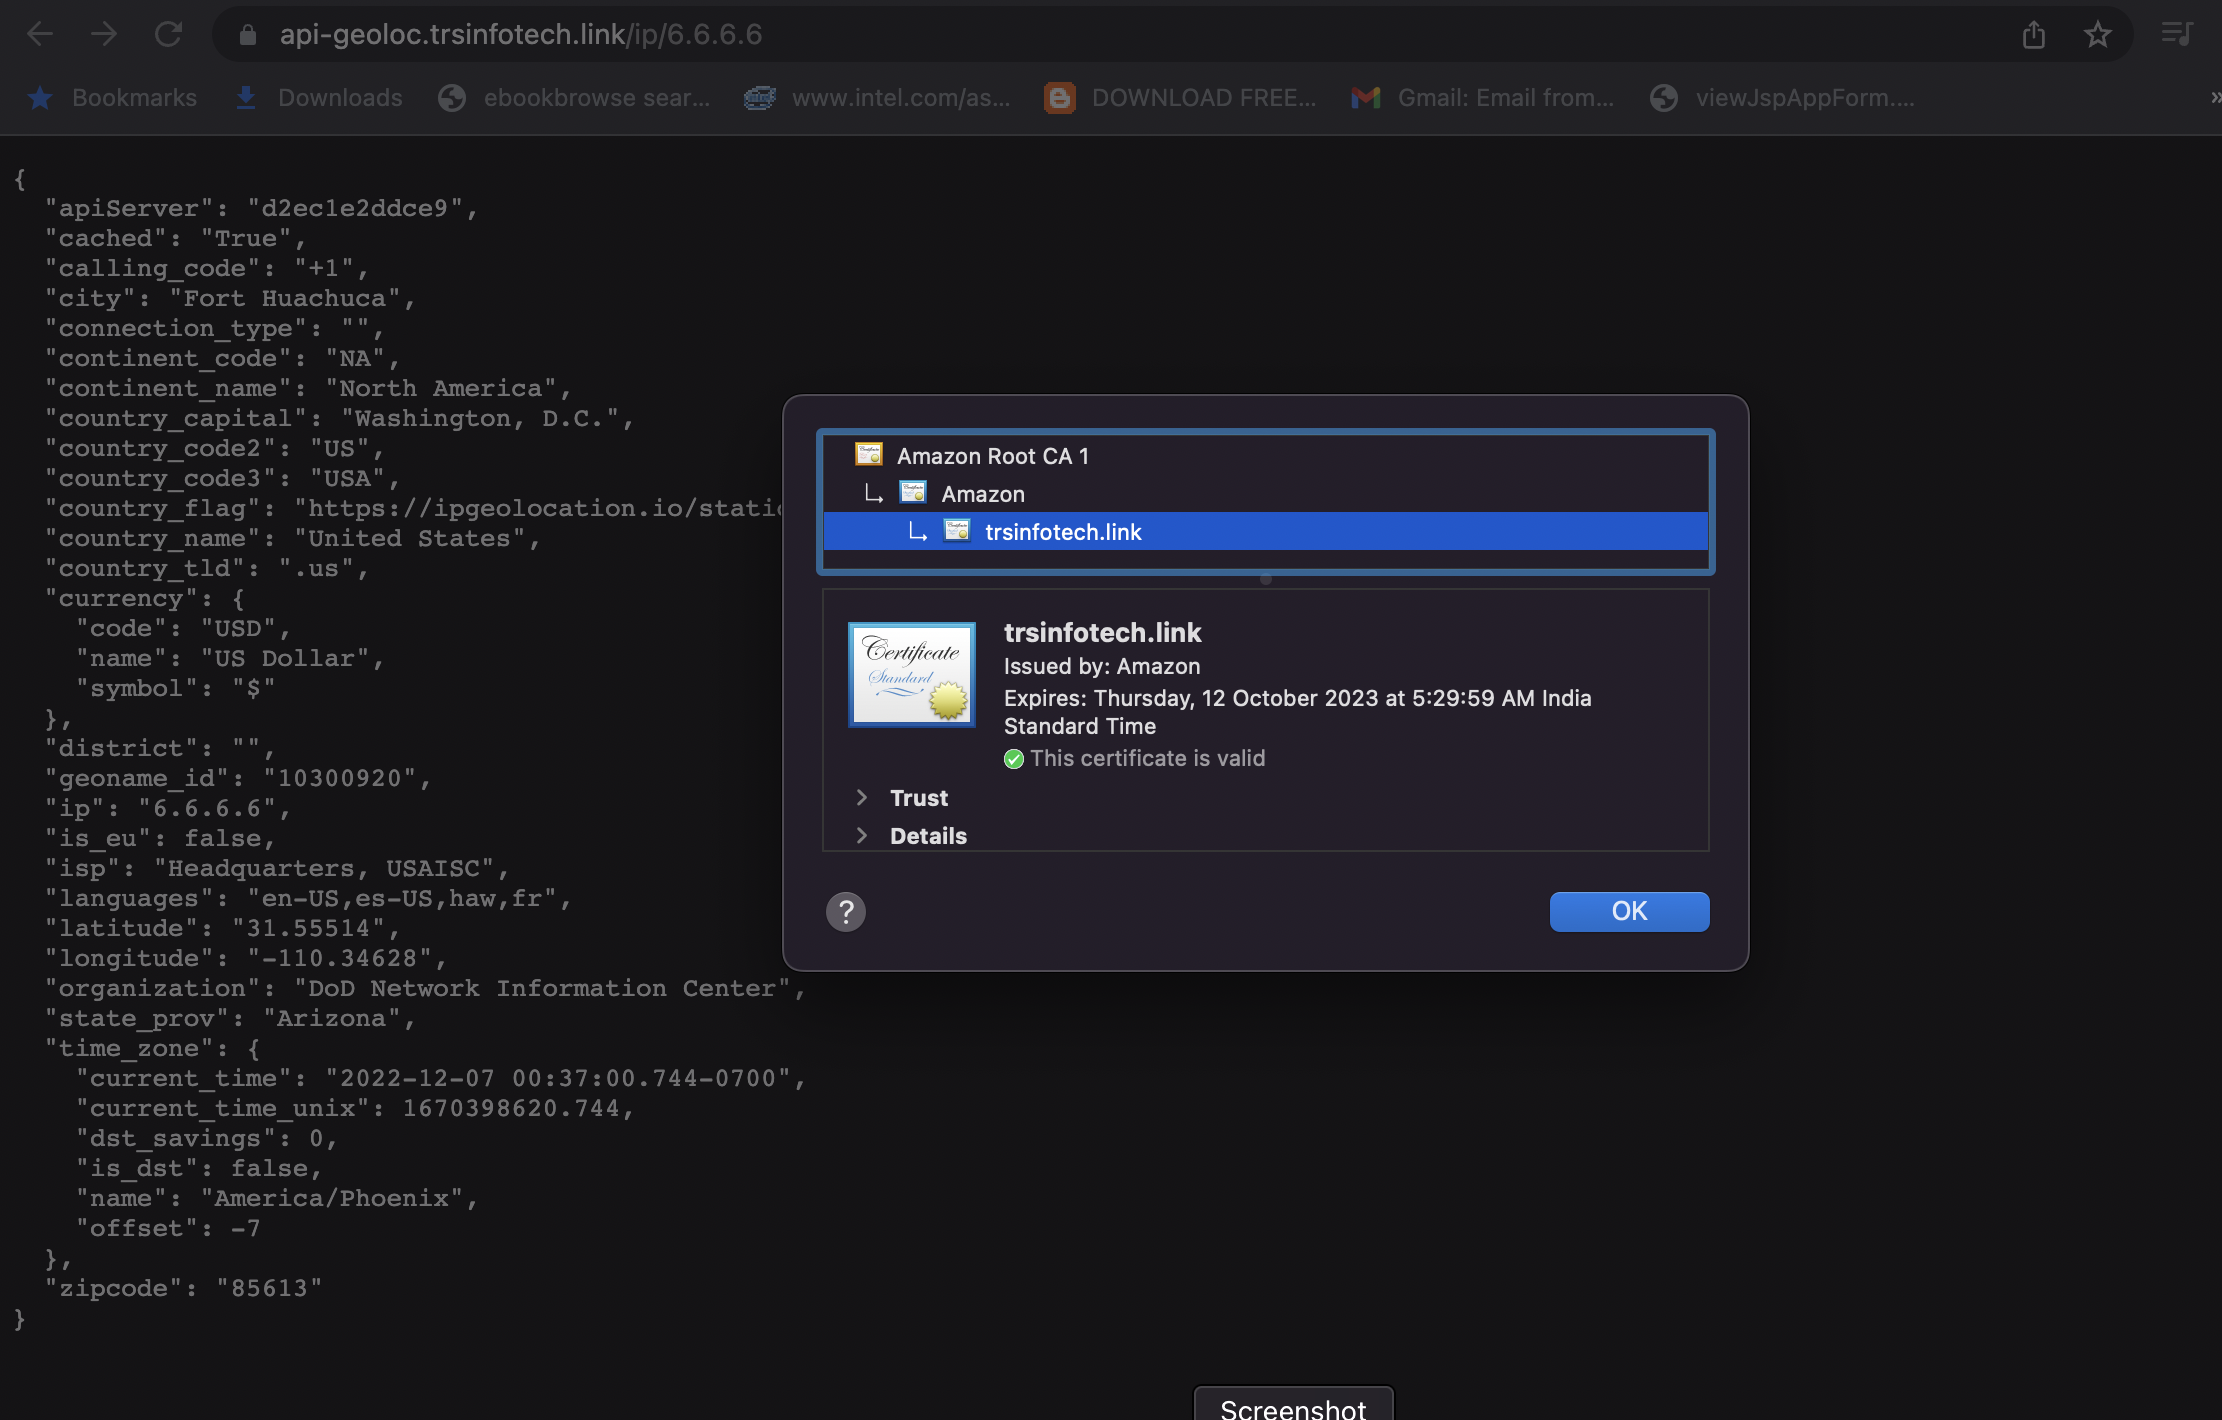 api-geoloc.trsinfotech.link/ip/6.6.6.6
Bookmarks Downloads ebookbrowse sear... www.intel.com/as... DOWNLOAD FREE... Gmail: Email from... viewJspAppForm.... »
{
"apiServer": "d2ec1e2ddce9",
"cached": "True",
"calling_code": "+1",
"city": "Fort Huachuca",
"connection_type": "",
"continent_code": "NA",
"continent_name": "North America",
"country_capital": "Washington, D.C.",
"country_code2": "US",
"country_code3": "USA",
"country_flag": "https://ipgeolocation.io/static
"country_name": "United States",
"country_tld": ".us",
"currency": {
"code": "USD",
"name": "US Dollar",
"symbol": "$"
},
"district": "",
"geoname_id": "10300920",
"ip": "6.6.6.6",
"is_eu": false,
"isp": "Headquarters, USAISC",
"languages": "en-US,es-US,haw,fr",
"latitude": "31.55514",
"longitude": "-110.34628",
"organization": "DoD Network Information Center",
"state_prov": "Arizona",
"time_zone": {
"current_time": "2022-12-07 00:37:00.744-0700",
"current_time_unix": 1670398620.744,
"dst_savings": 0,
"is_dst": false,
"name": "America/Phoenix",
"offset": -7
},
"zipcode": "85613"
}
Amazon Root CA 1
Amazon
trsinfotech.link
Certificate
Standard
trsinfotech.link
Issued by: Amazon
Expires: Thursday, 12 October 2023 at 5:29:59 AM India
Standard Time
This certificate is valid
Trust
Details
?
OK
Screenshot